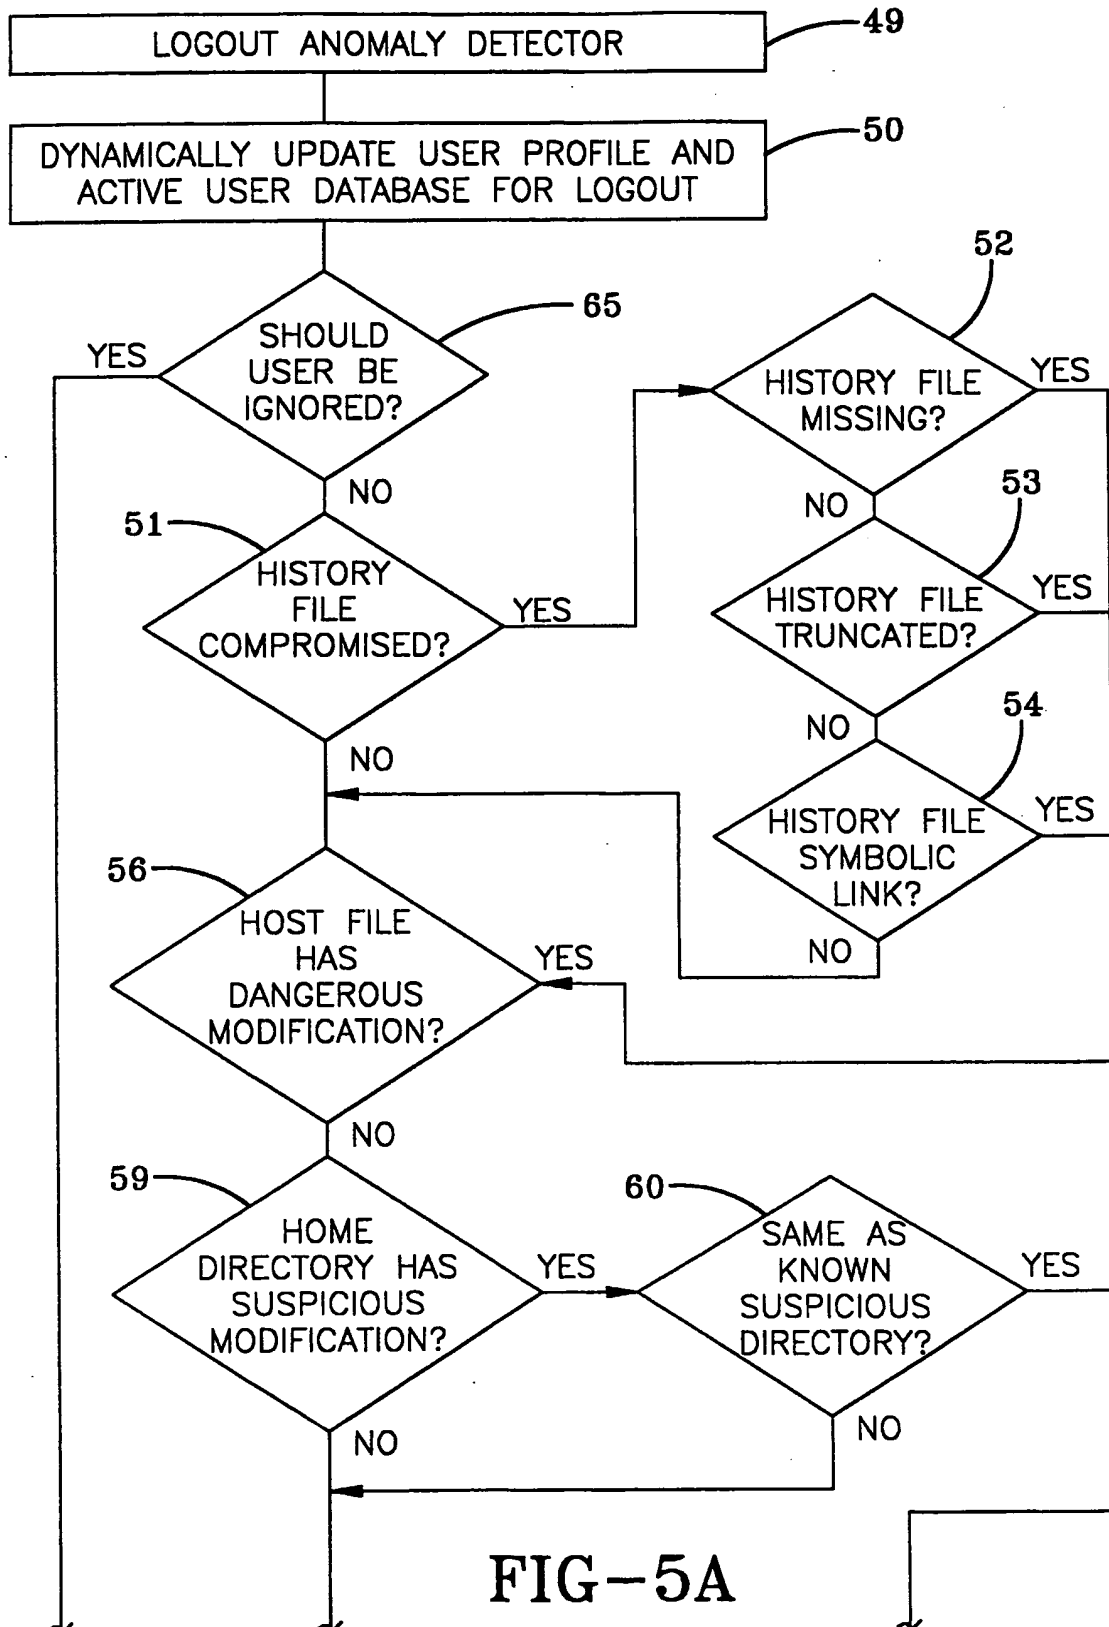 LOGOUT ANOMALY DETECTOR
49
DYNAMICALLY UPDATE USER PROFILE AND
ACTIVE USER DATABASE FOR LOGOUT
50
SHOULD
USER BE
IGNORED?
65
YES
NO
52
HISTORY FILE
MISSING?
YES
NO
51
HISTORY
FILE
COMPROMISED?
YES
NO
53
HISTORY FILE
TRUNCATED?
YES
NO
54
HISTORY FILE
SYMBOLIC
LINK?
YES
NO
56
HOST FILE
HAS
DANGEROUS
MODIFICATION?
YES
NO
59
HOME
DIRECTORY HAS
SUSPICIOUS
MODIFICATION?
YES
NO
60
SAME AS
KNOWN
SUSPICIOUS
DIRECTORY?
YES
NO
FIG-5A